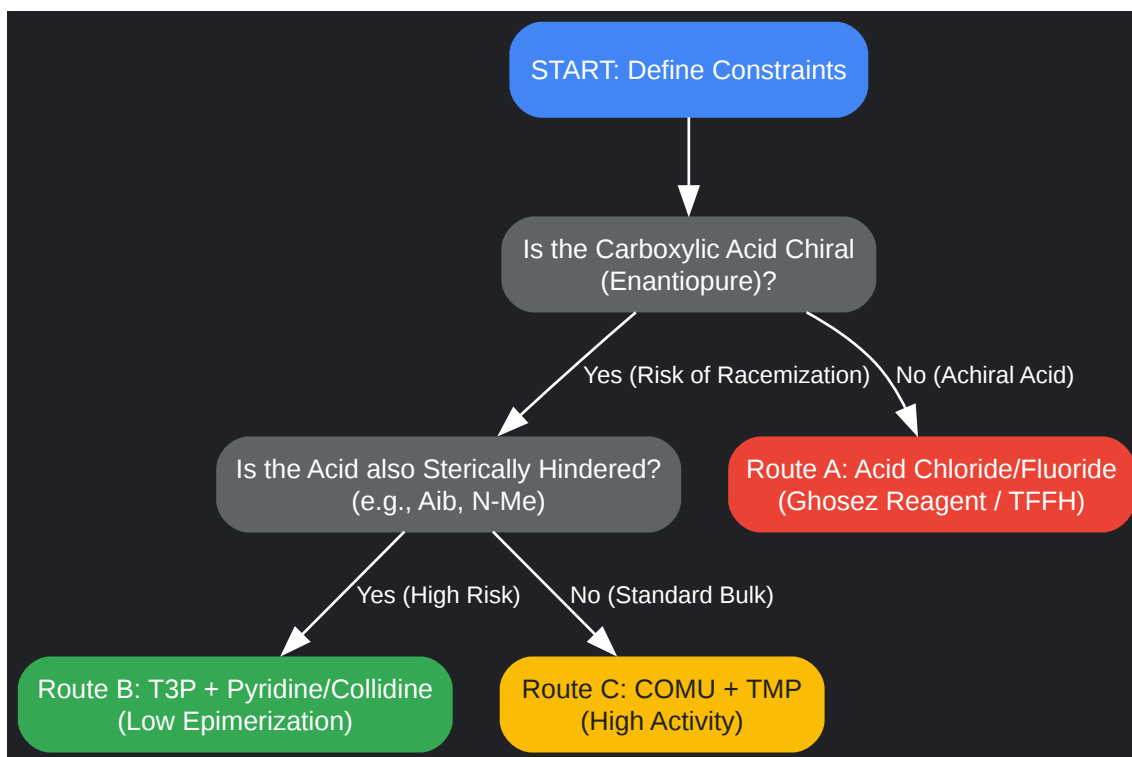 START: Define Constraints
Is the Carboxylic Acid Chiral
(Enantiopure)?
Yes (Risk of Racemization)
No (Achiral Acid)
Is the Acid also Sterically Hindered?
(e.g., Aib, N-Me)
Route A: Acid Chloride/Fluoride
(Ghosez Reagent / TFFH)
Yes (High Risk)
No (Standard Bulk)
Route B: T3P + Pyridine/Collidine
(Low Epimerization)
Route C: COMU + TMP
(High Activity)